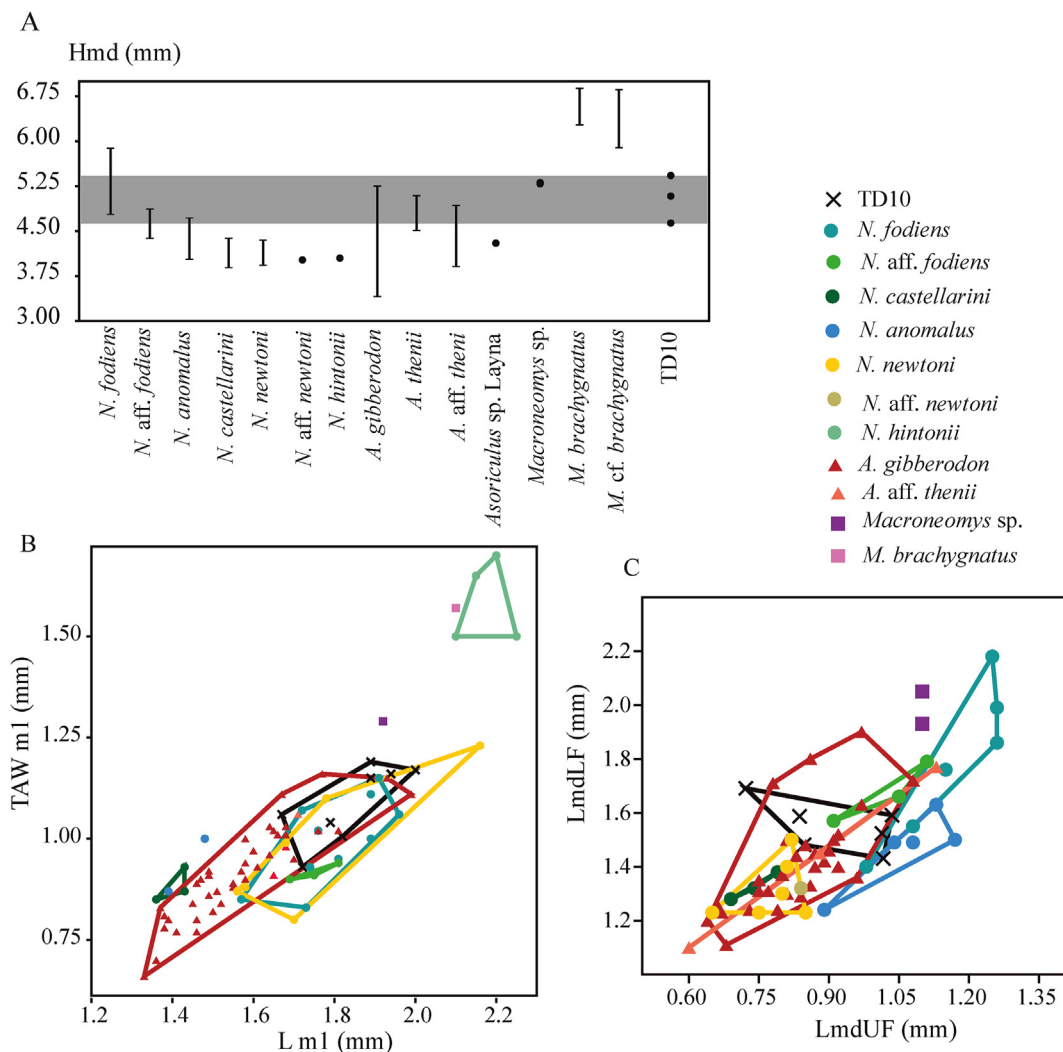 A
Hmd (mm)
6.75
6.00
5.25
4.50
3.75
3.00
N. fodiens
N. aff. fodiens
N. anomalus
N. castellarini
N. newtoni
N. aff. newtoni
N. hintonii
A. gibberodon
A. thenii
A. aff. theni
Asoriculus sp. Layna
Macroneomys sp.
M. brachygnatus
M. cf. brachygnatus
TD10
TD10
N. fodiens
N. aff. fodiens
N. castellarini
N. anomalus
N. newtoni
N. aff. newtoni
N. hintonii
A. gibberodon
A. aff. thenii
Macroneomys sp.
M. brachygnatus
B
TAW m1 (mm)
1.50
1.25
1.00
0.75
1.2 1.4 1.6 1.8 2.0 2.2
L m1 (mm)
C
LmdLF (mm)
2.2
2.0
1.8
1.6
1.4
1.2
0.60 0.75 0.90 1.05 1.20 1.35
LmdUF (mm)